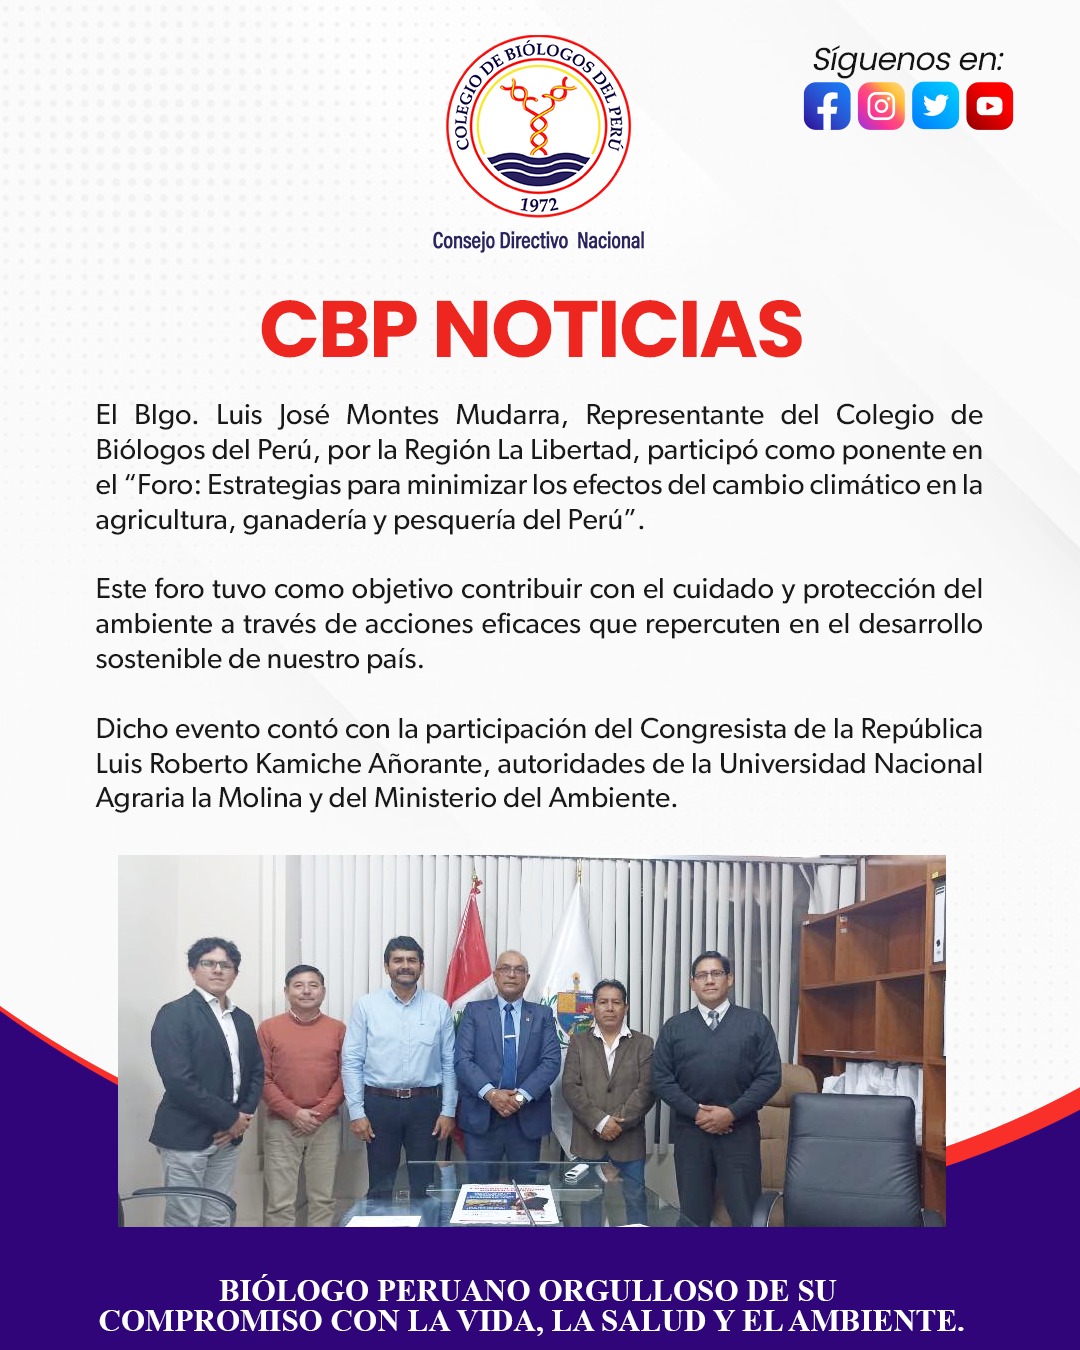 COLEGIO DE BIÓLOGOS DEL PERÚ
1972
Consejo Directivo Nacional
Síguenos en:
CBP NOTICIAS
El Blgo. Luis José Montes Mudarra, Representante del Colegio de
Biólogos del Perú, por la Región La Libertad, participó como ponente en
el “Foro: Estrategias para minimizar los efectos del cambio climático en la
agricultura, ganadería y pesquería del Perú”.
Este foro tuvo como objetivo contribuir con el cuidado y protección del
ambiente a través de acciones eficaces que repercuten en el desarrollo
sostenible de nuestro país.
Dicho evento contó con la participación del Congresista de la República
Luis Roberto Kamiche Añorante, autoridades de la Universidad Nacional
Agraria la Molina y del Ministerio del Ambiente.
BIÓLOGO PERUANO ORGULLOSO DE SU
COMPROMISO CON LA VIDA, LA SALUD Y EL AMBIENTE.